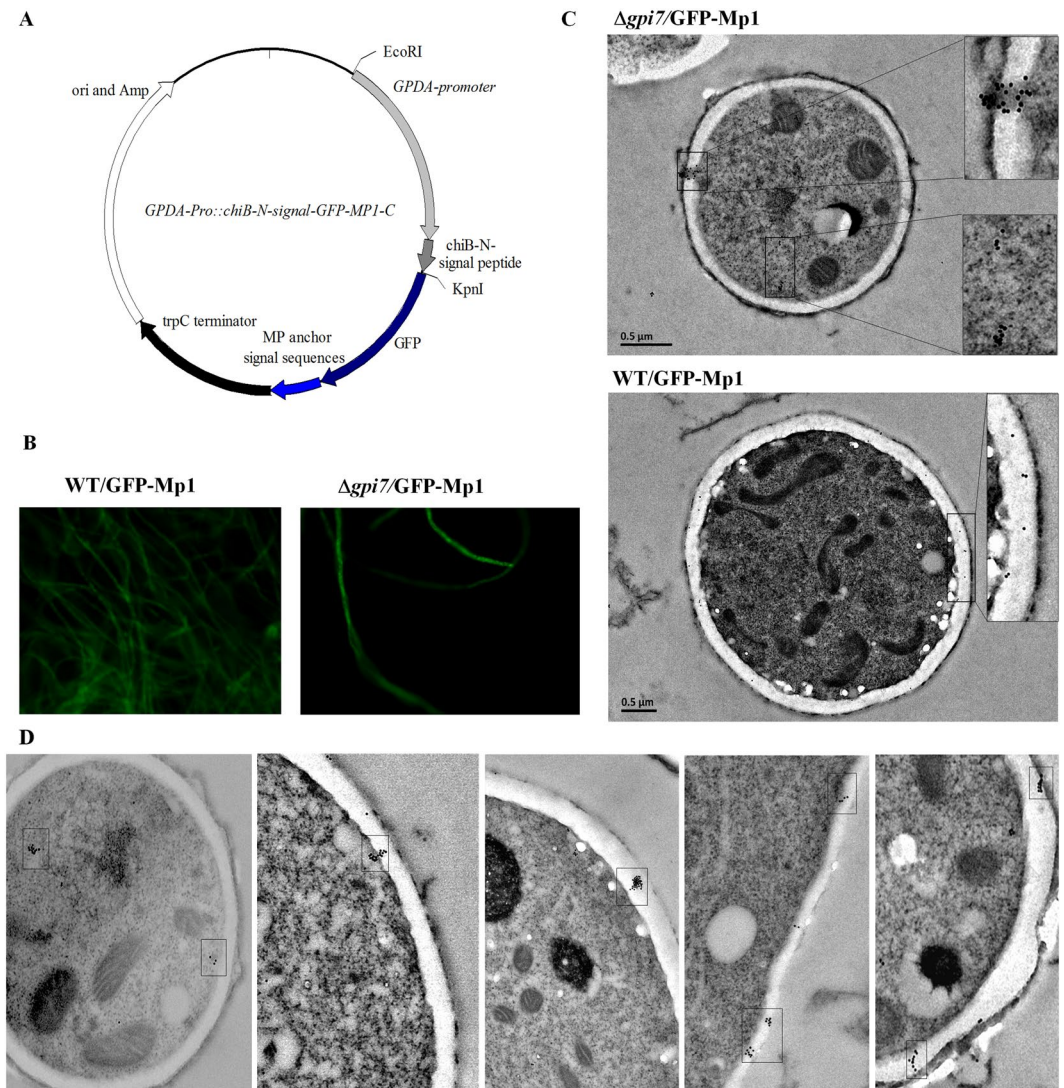 A
EcoRI
GPDA-promoter
ori and Amp
GPDA-Pro::chiB-N-signal-GFP-MP1-C
chiB-N-
signal peptide
KpnI
trpC terminator
MP anchor
signal sequences
GFP
B
WT/GFP-Mp1
Δgpi7/GFP-Mp1
C
Δgpi7/GFP-Mp1
0.5 µm
WT/GFP-Mp1
0.5 µm
D